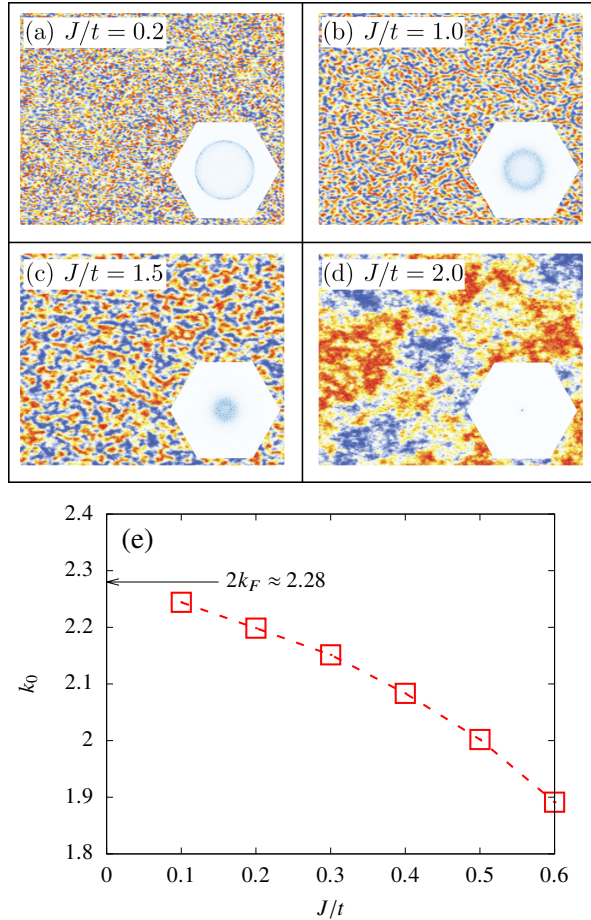 (a) J/t = 0.2
(b) J/t = 1.0
(c) J/t = 1.5
(d) J/t = 2.0
(e)
2.4
2.3
2k_F ≈ 2.28
2.2
2.1
k_0
2
1.9
1.8
0 0.1 0.2 0.3 0.4 0.5 0.6
J/t